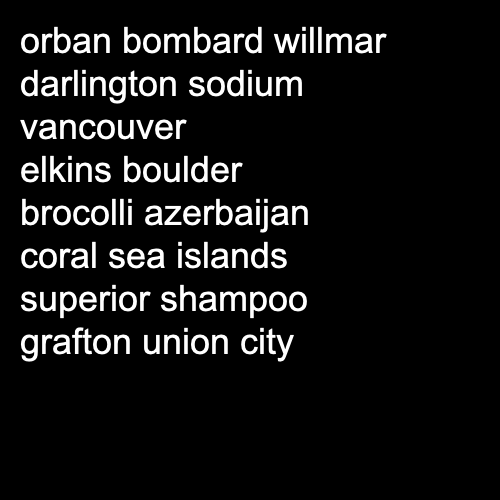 orban bombard willmar
darlington sodium
vancouver
elkins boulder
brocolli azerbaijan
coral sea islands
superior shampoo
grafton union city